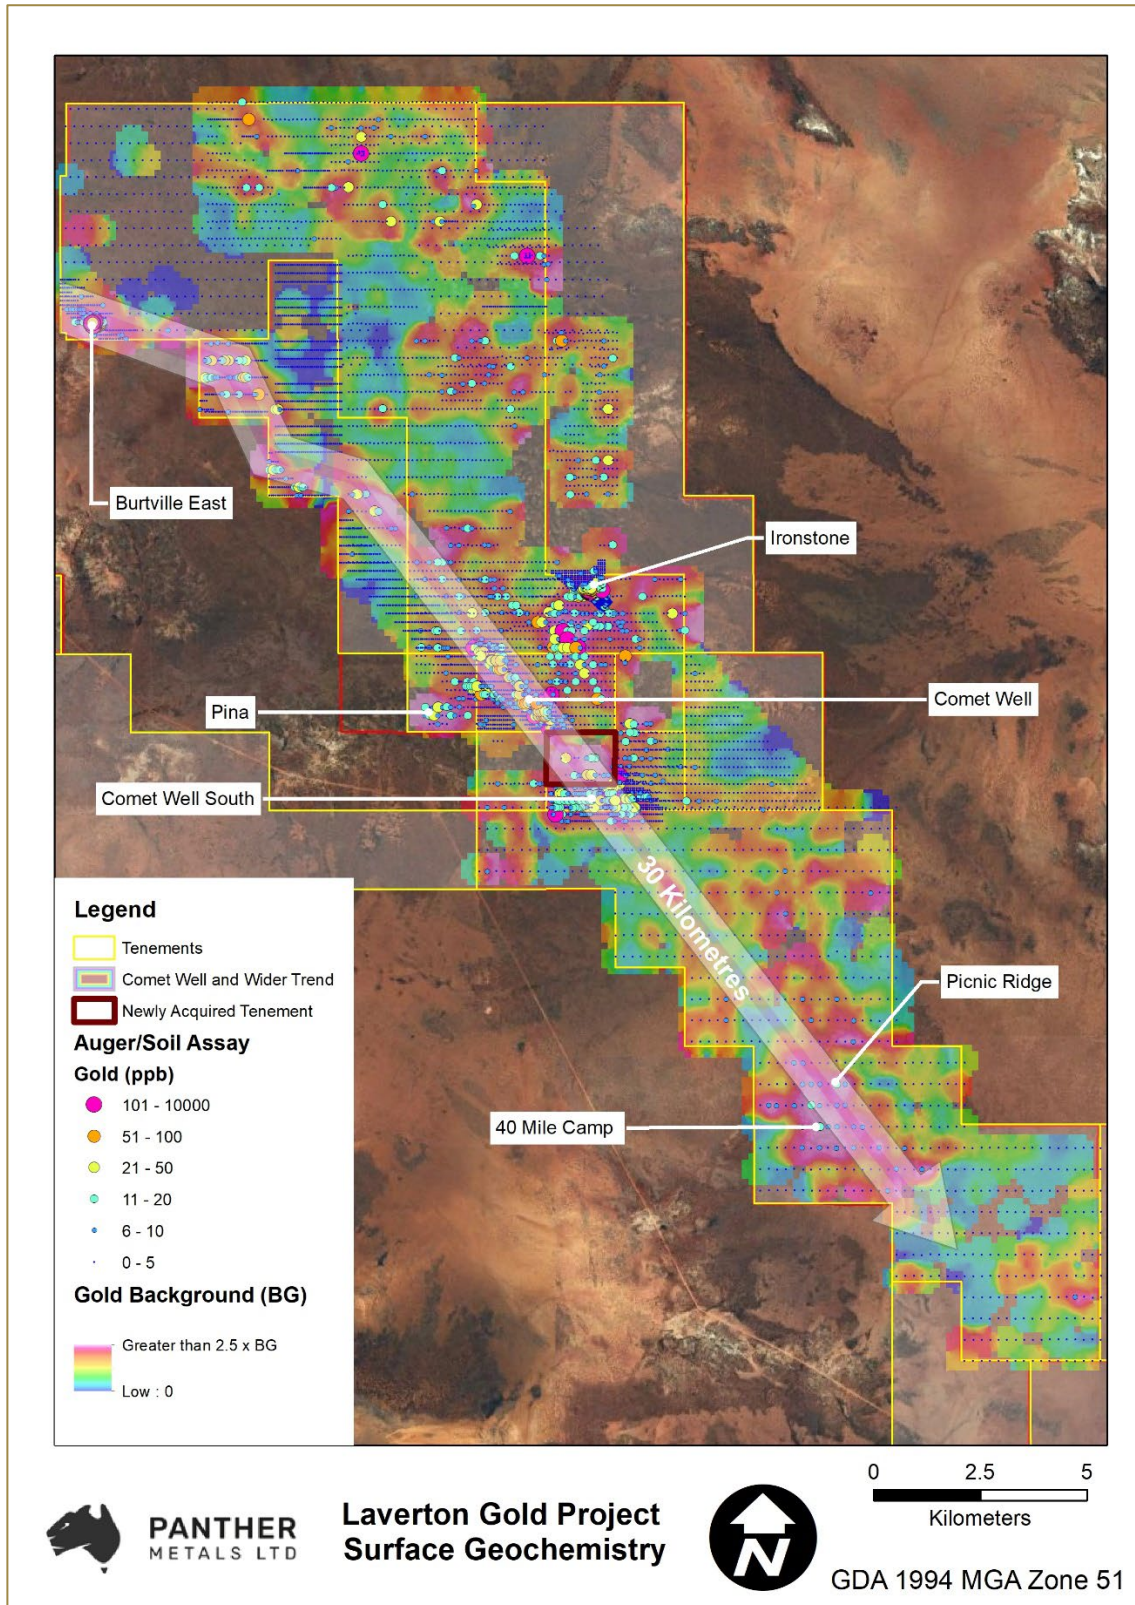 Burtville East
Ironstone
Pina
Comet Well
Comet Well South
30 Kilometres
Picnic Ridge
40 Mile Camp
Legend
Tenements
Comet Well and Wider Trend
Newly Acquired Tenement
Auger/Soil Assay
Gold (ppb)
101 - 10000
51 - 100
21 - 50
11 - 20
6 - 10
0 - 5
Gold Background (BG)
Greater than 2.5 x BG
Low : 0
PANTHER
METALS LTD
Laverton Gold Project
Surface Geochemistry
N
0 2.5 5
Kilometers
GDA 1994 MGA Zone 51